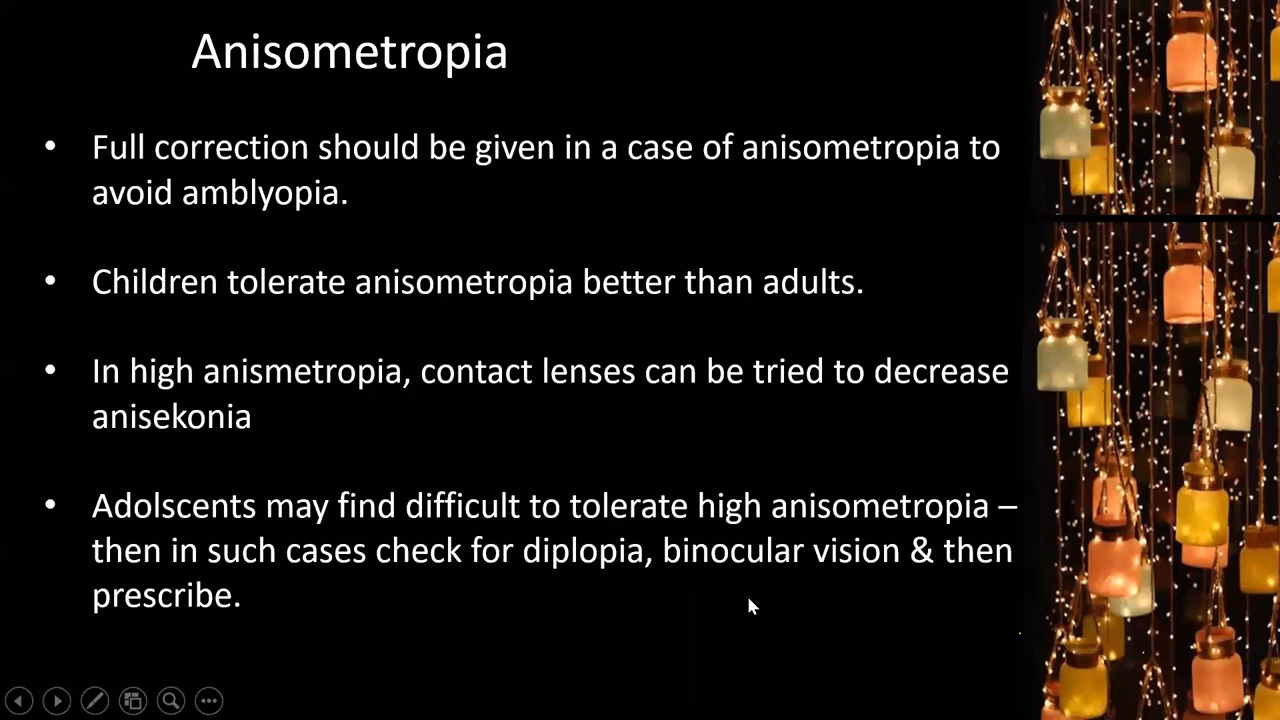 Anisometropia
• Full correction should be given in a case of anisometropia to
avoid amblyopia.
• Children tolerate anisometropia better than adults.
• In high anismetropia, contact lenses can be tried to decrease
anisekonia
• Adolscents may find difficult to tolerate high anisometropia –
then in such cases check for diplopia, binocular vision & then
prescribe.